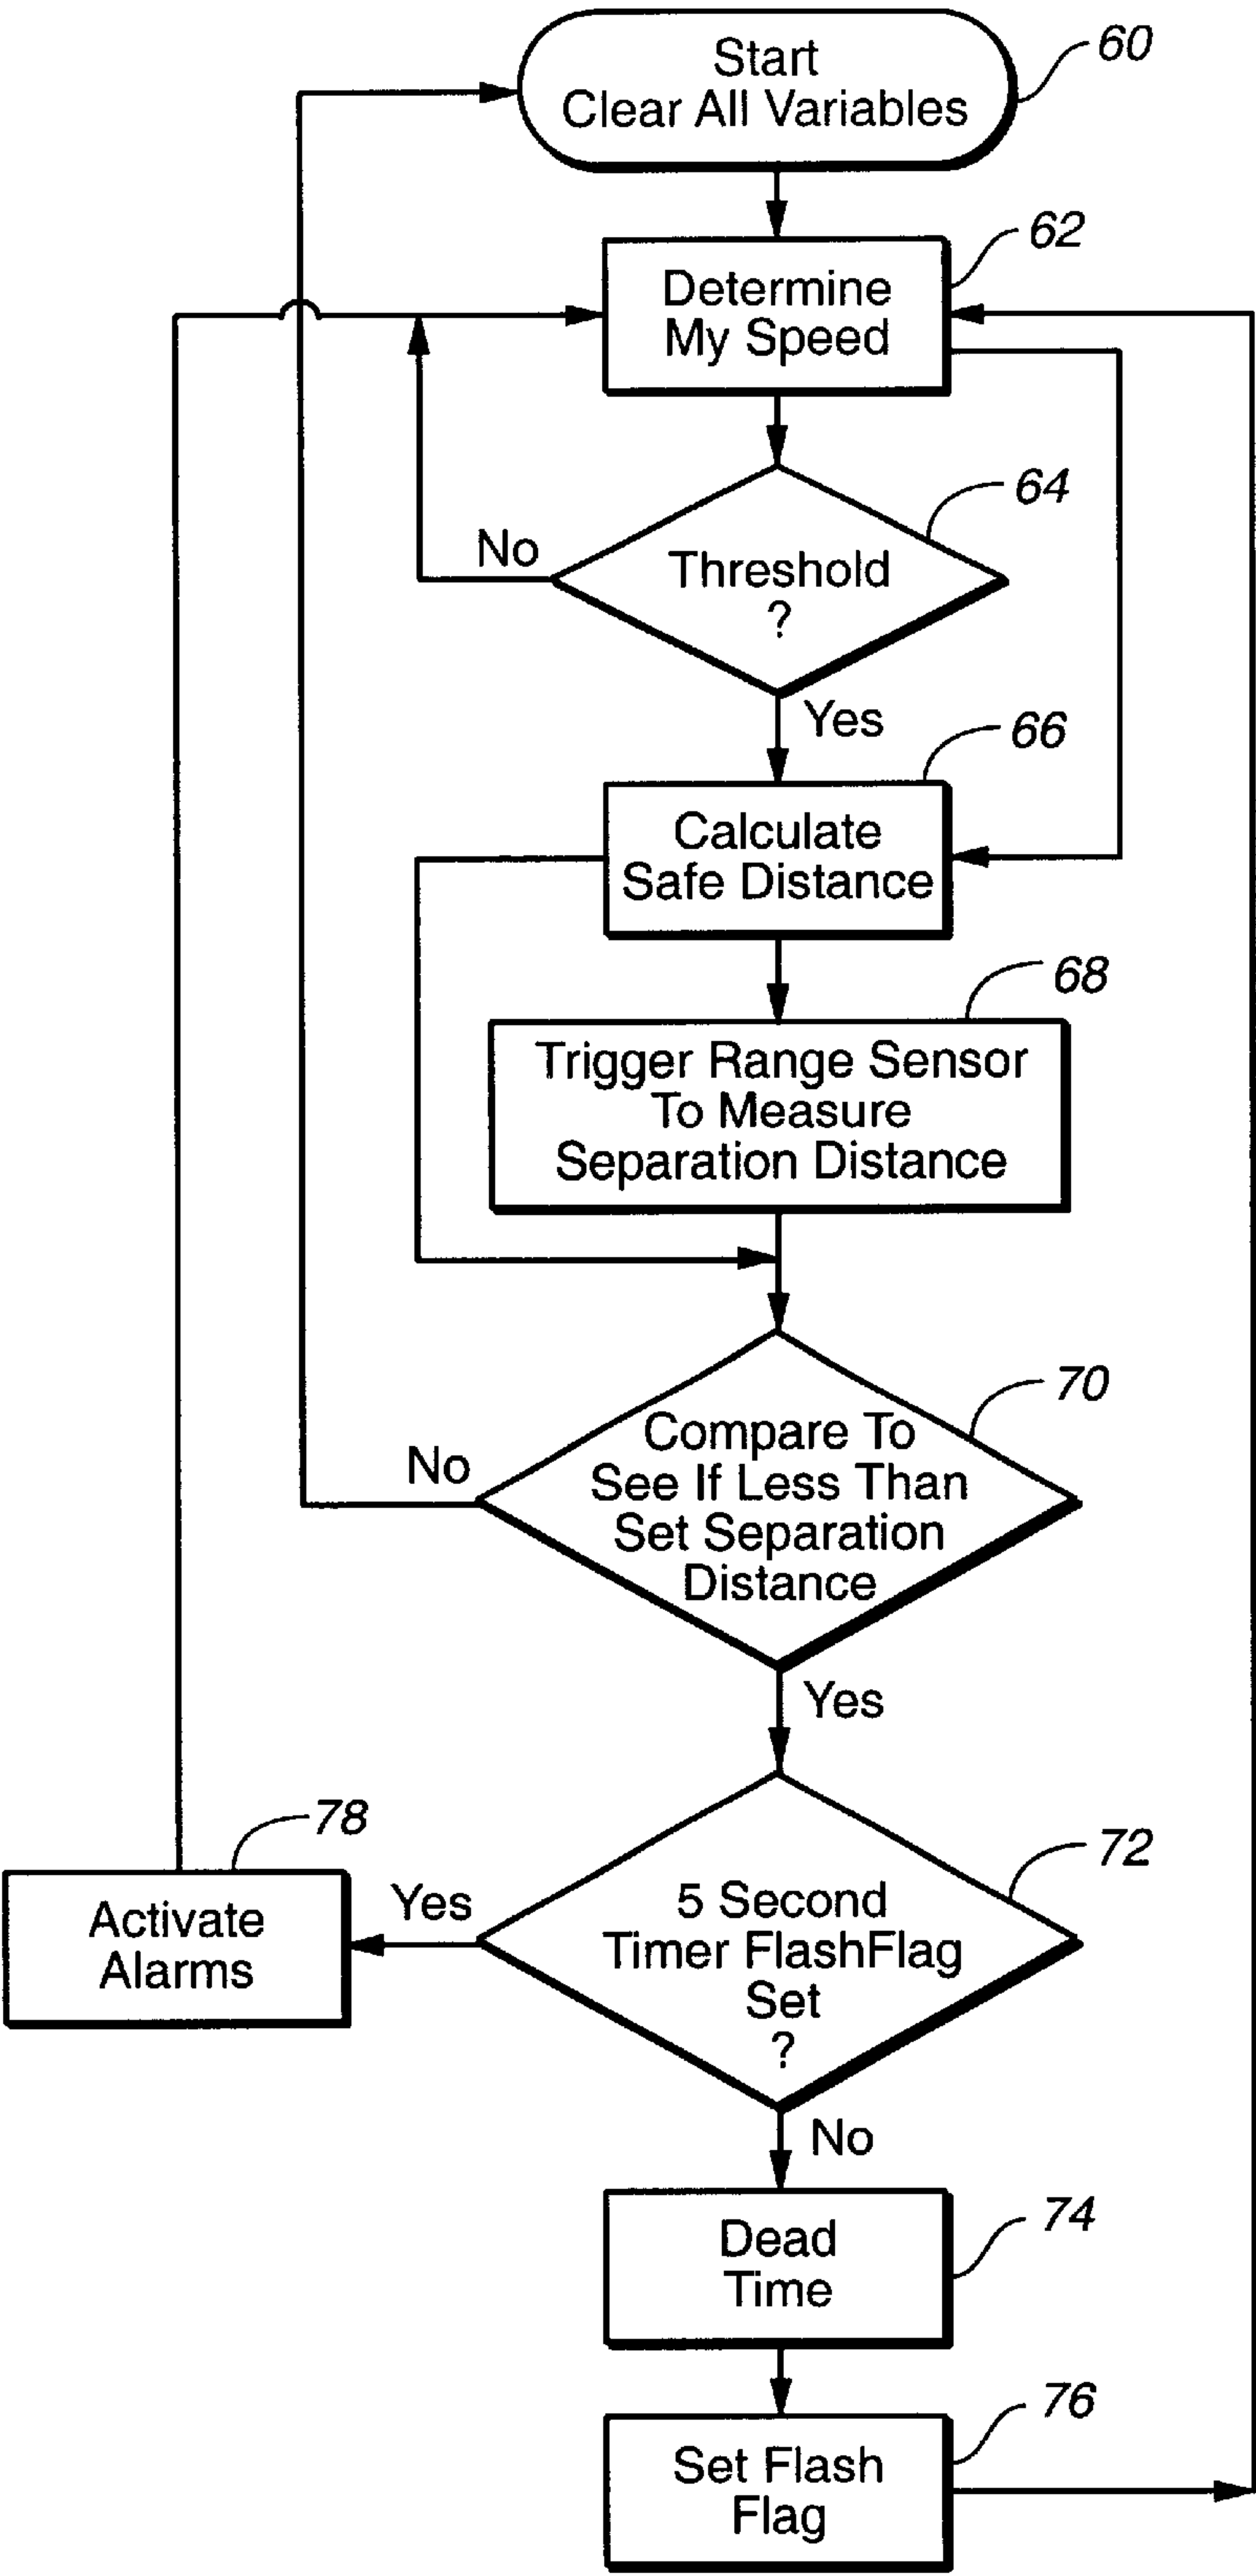 Start
Clear All Variables
60
62
Determine
My Speed
64
No
Threshold
?
Yes
66
Calculate
Safe Distance
68
Trigger Range Sensor
To Measure
Separation Distance
70
No
Compare To
See If Less Than
Set Separation
Distance
Yes
78
72
Activate
Alarms
Yes
5 Second
Timer FlashFlag
Set
?
No
74
Dead
Time
76
Set Flash
Flag